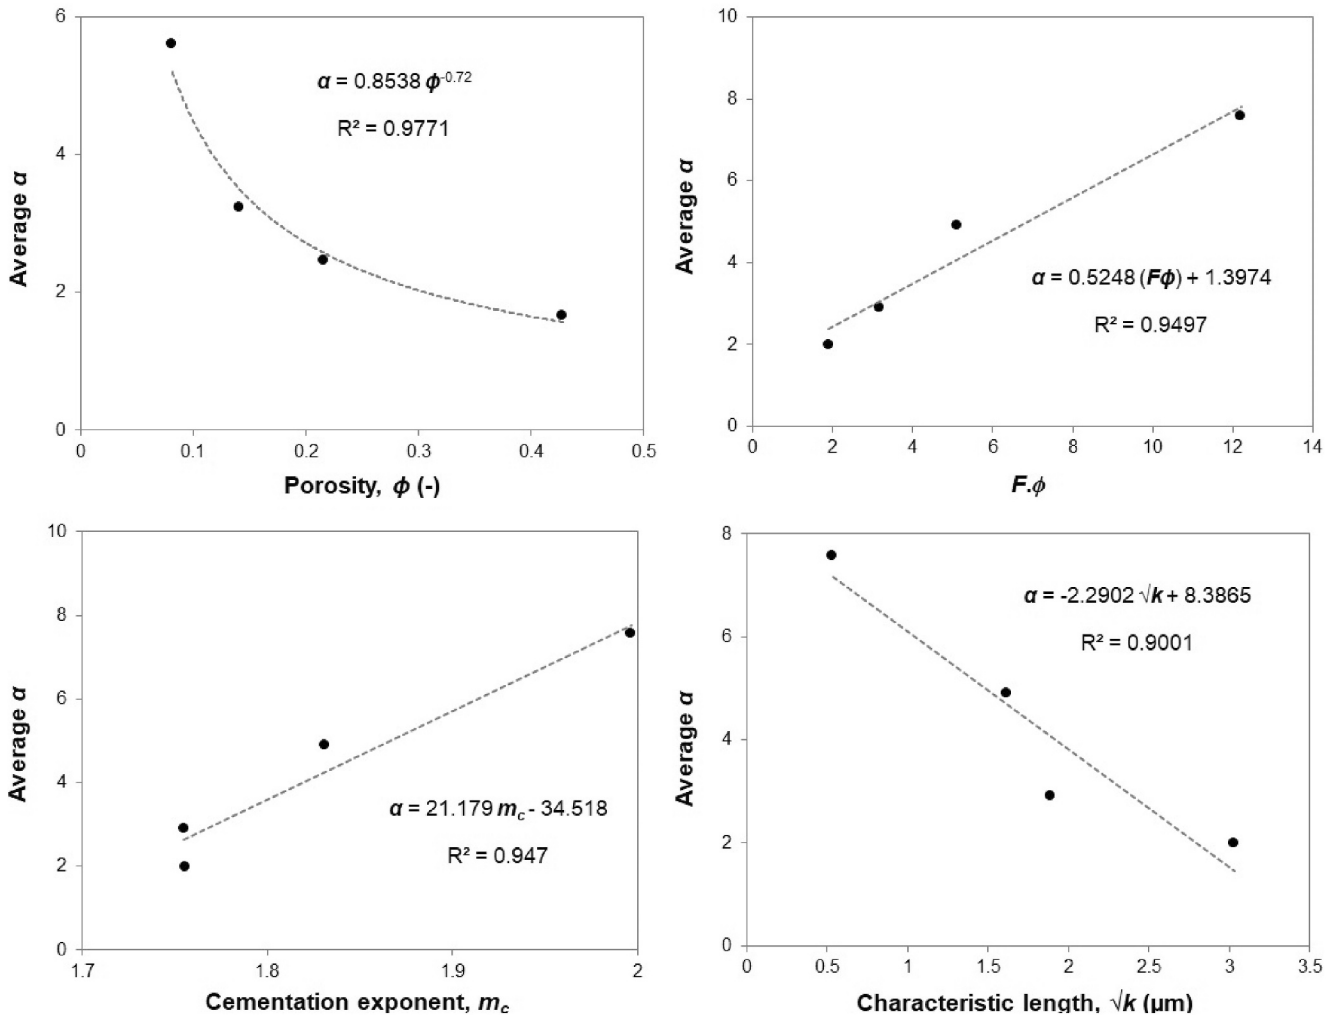 6
4
2
0
0
0.1
0.2
0.3
0.4
0.5
Average α
α = 0.8538 ϕ^-0.72
R² = 0.9771
Porosity, ϕ (-)
10
8
6
4
2
0
0
2
4
6
8
10
12
14
Average α
α = 0.5248 (Fϕ) + 1.3974
R² = 0.9497
F.ϕ
10
8
6
4
2
0
1.7
1.8
1.9
2
Average α
α = 21.179 m_c - 34.518
R² = 0.947
Cementation exponent, m_c
8
6
4
2
0
0
0.5
1
1.5
2
2.5
3
3.5
Average α
α = -2.2902 √k + 8.3865
R² = 0.9001
Characteristic length, √k (µm)